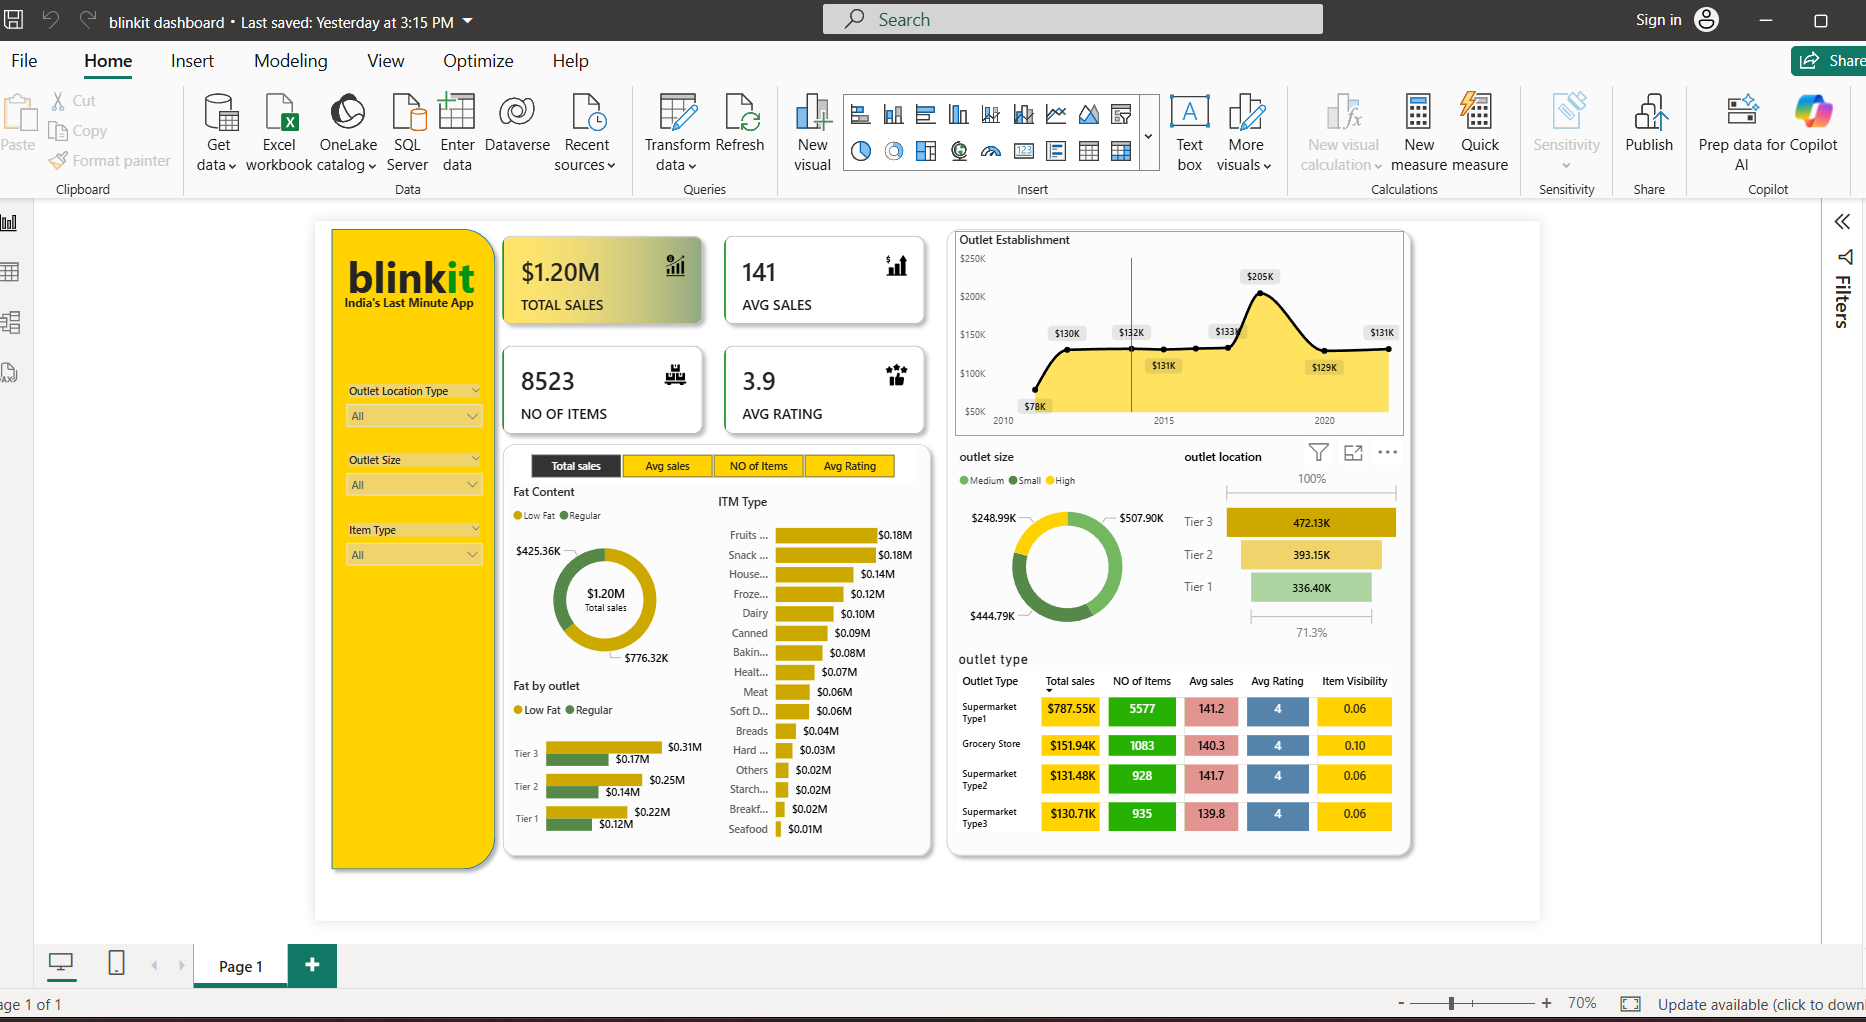 blinkit dashboard • Last saved: Yesterday at 3:15 PM
Search
Sign in
File Home Insert Modeling View Optimize Help
Share
Paste
Cut
Copy
Format painter
Clipboard
Get data
Excel workbook
OneLake catalog
SQL Server
Enter data
Dataverse
Recent sources
Data
Transform data
Refresh
Queries
New visual
Text box
More visuals
Insert
New visual calculation
New measure
Quick measure
Calculations
Sensitivity
Sensitivity
Publish
Share
Prep data for AI
Copilot
Copilot
Filters
blinkit
India's Last Minute App
Outlet Location Type
All
Outlet Size
All
Item Type
All
$1.20M
TOTAL SALES
141
AVG SALES
8523
NO OF ITEMS
3.9
AVG RATING
Total sales
Avg sales
NO of Items
Avg Rating
Fat Content
Low Fat Regular
$425.36K
$1.20M
Total sales
$776.32K
Fat by outlet
Low Fat Regular
Tier 3 $0.31M
$0.17M
Tier 2 $0.25M
$0.14M
Tier 1 $0.22M
$0.12M
ITM Type
Fruits ... $0.18M
Snack ... $0.18M
House... $0.14M
Froze... $0.12M
Dairy $0.10M
Canned $0.09M
Bakin... $0.08M
Healt... $0.07M
Meat $0.06M
Soft D... $0.06M
Breads $0.04M
Hard ... $0.03M
Others $0.02M
Starch... $0.02M
Breakf... $0.02M
Seafood $0.01M
Outlet Establishment
$250K
$200K
$150K
$100K
$50K
$78K
$130K
$132K
$131K
$133K
$205K
$129K
$131K
2010 2015 2020
outlet size
Medium Small High
$248.99K
$507.90K
$444.79K
outlet location
100%
Tier 3 472.13K
Tier 2 393.15K
Tier 1 336.40K
71.3%
outlet type
Outlet Type Total sales NO of Items Avg sales Avg Rating Item Visibility
Supermarket Type1 $787.55K 5577 141.2 4 0.06
Grocery Store $151.94K 1083 140.3 4 0.10
Supermarket Type2 $131.48K 928 141.7 4 0.06
Supermarket Type3 $130.71K 935 139.8 4 0.06
Page 1
+
age 1 of 1
- + 70%
Update available (click to down